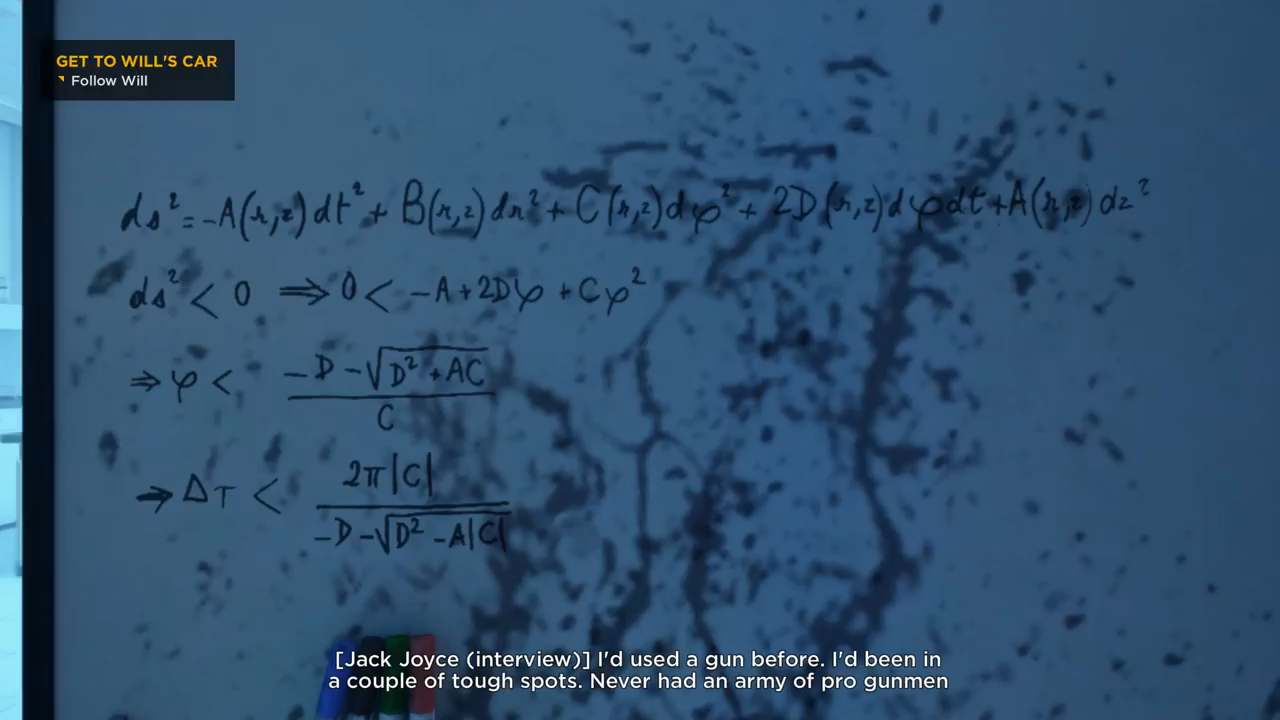 GET TO WILL'S CAR
Follow Will
ds² = -A(r,z)dt² + B(r,z)dr² + C(r,z)dφ² + 2D(r,z)dφdt + A(r,z)dz²
ds² < 0 ⇒ 0 < -A + 2Dφ + Cφ²
⇒ φ < (-D - √(D² + AC)) / C
⇒ ΔT < 2π|C| / (-D - √(D² - A|C|))
[Jack Joyce (interview)] I'd used a gun before. I'd been in
a couple of tough spots. Never had an army of pro gunmen